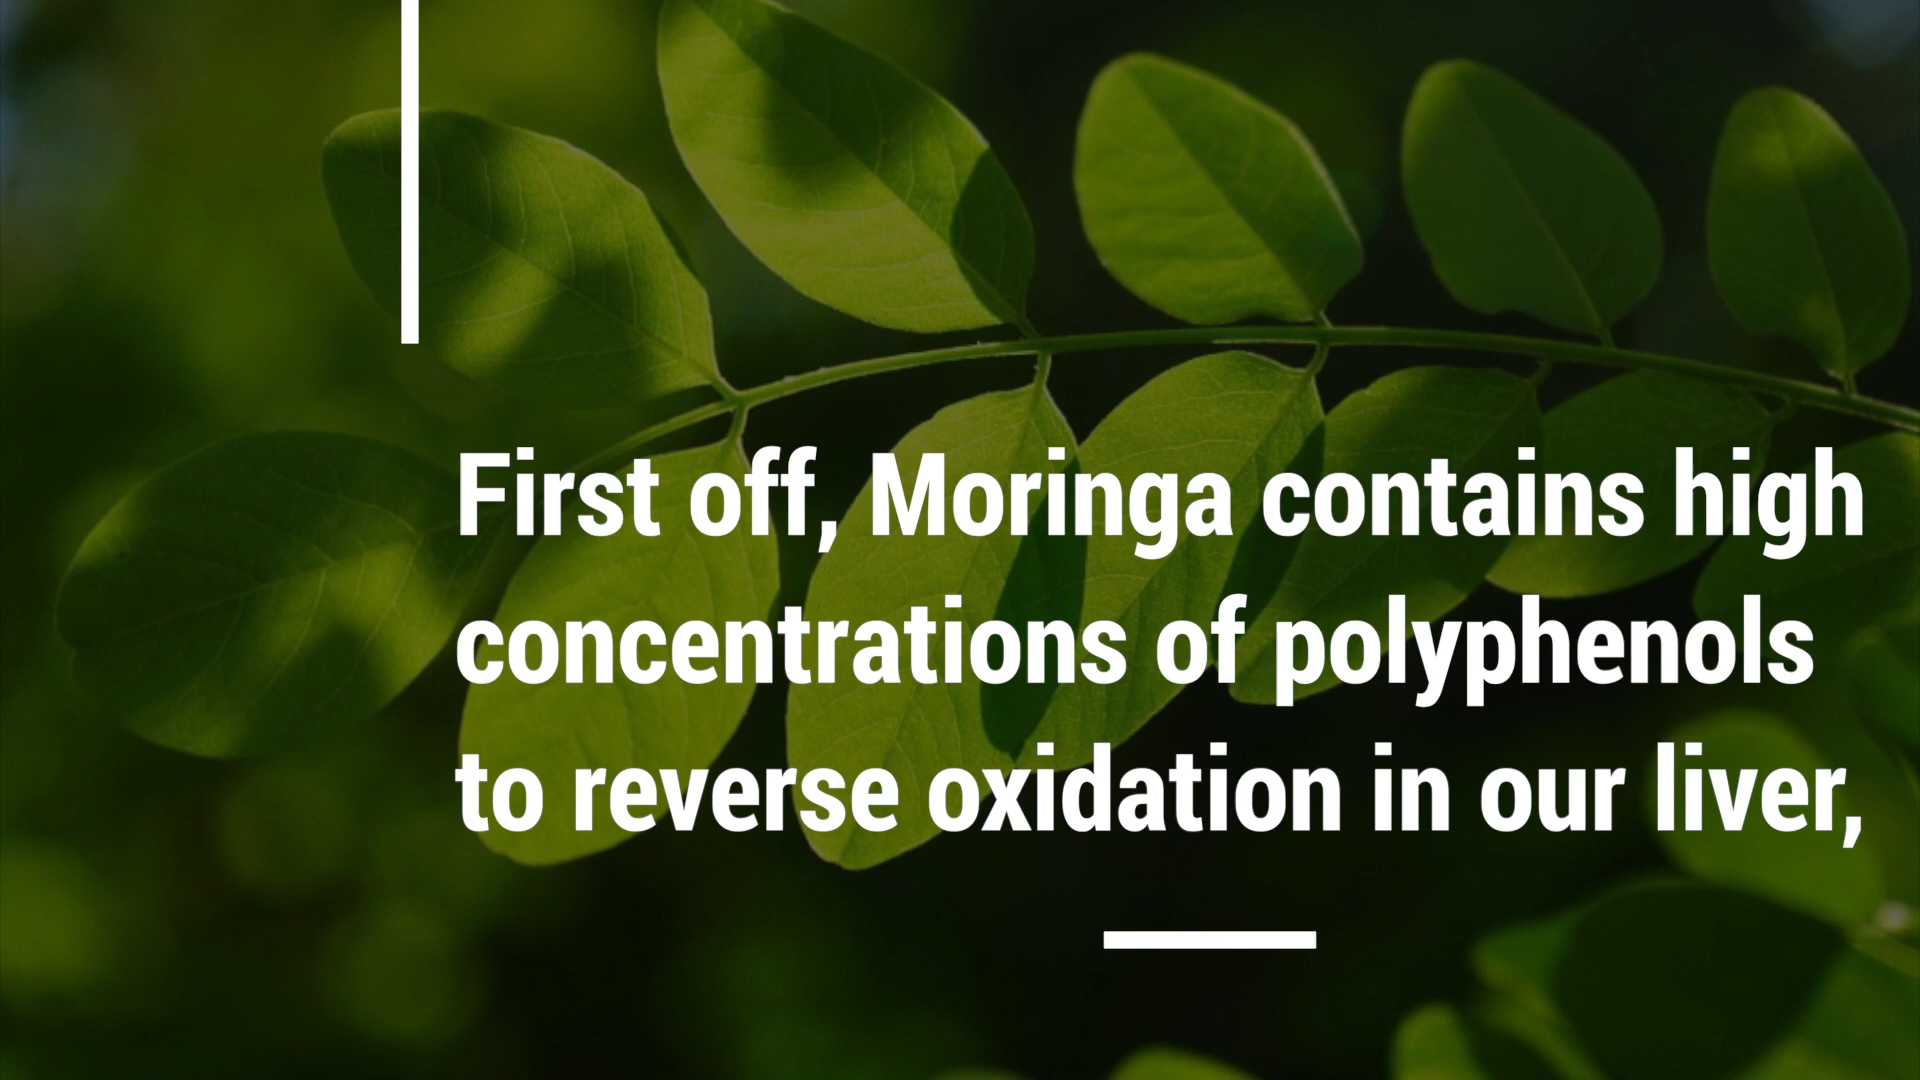 First off, Moringa contains high
concentrations of polyphenols
to reverse oxidation in our liver,